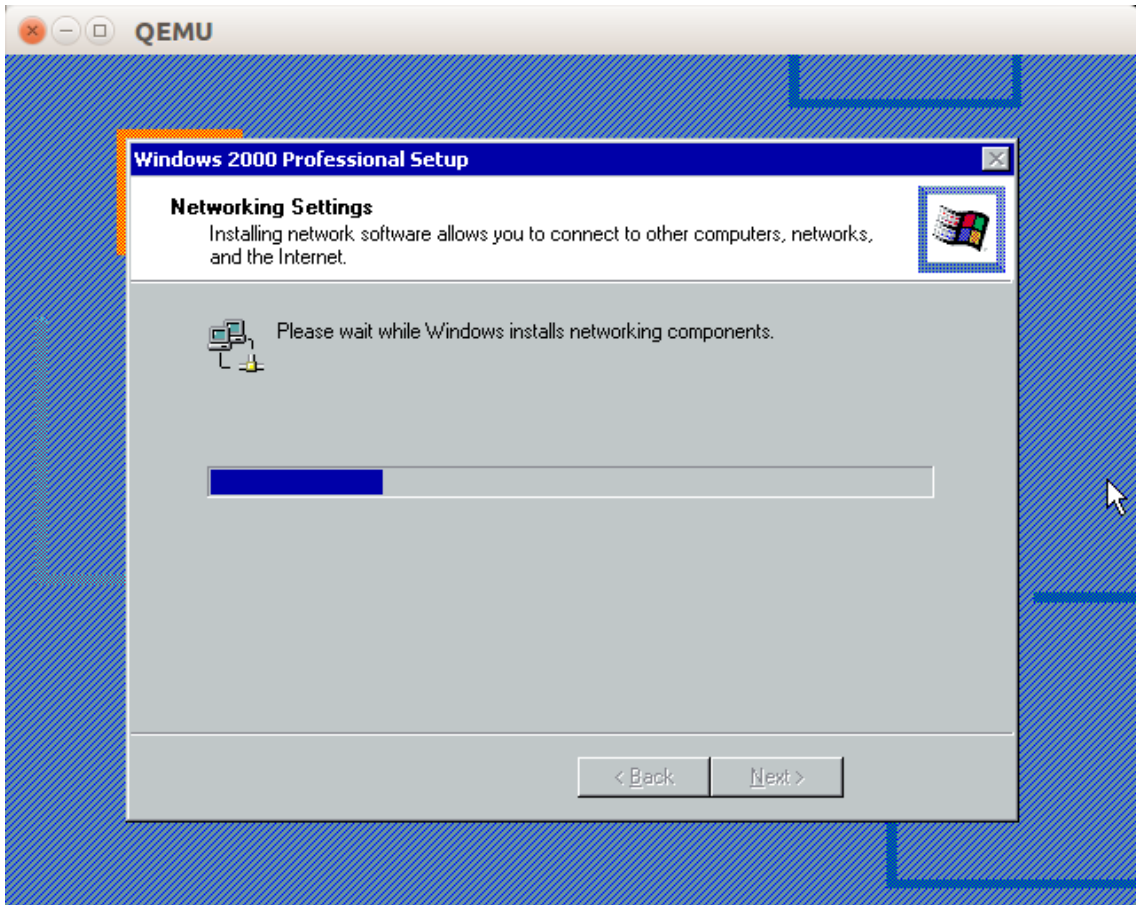 QEMU
Windows 2000 Professional Setup
Networking Settings
Installing network software allows you to connect to other computers, networks,
and the Internet.
Please wait while Windows installs networking components.
< Back
Next >